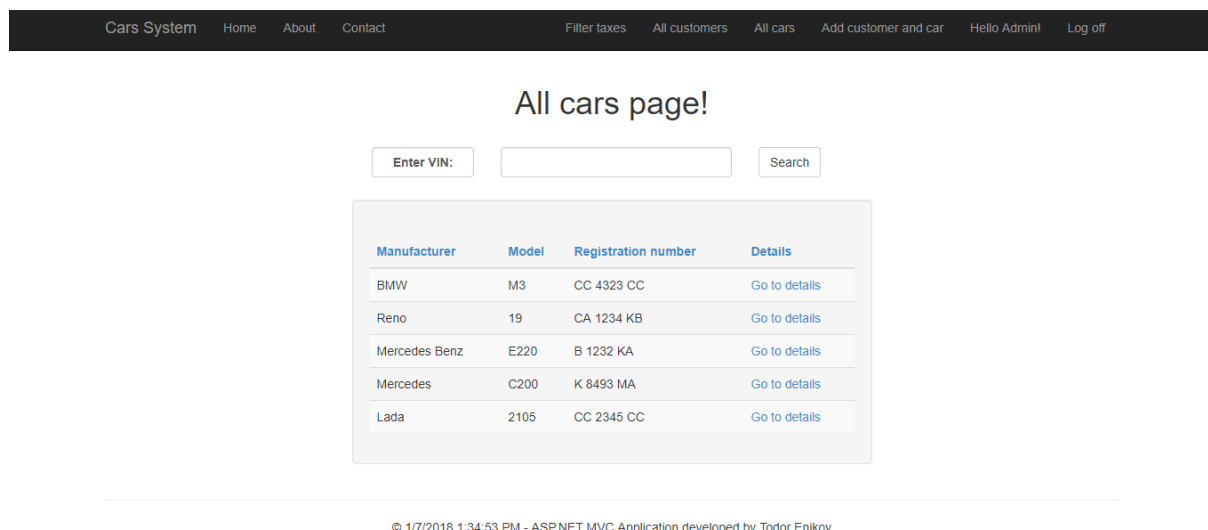 Cars System Home About Contact Filter taxes All customers All cars Add customer and car Hello Admin! Log off
All cars page!
Enter VIN: Search
Manufacturer Model Registration number Details
BMW M3 CC 4323 CC Go to details
Reno 19 CA 1234 KB Go to details
Mercedes Benz E220 B 1232 KA Go to details
Mercedes C200 K 8493 MA Go to details
Lada 2105 CC 2345 CC Go to details
© 1/7/2018 1:34:53 PM - ASP.NET MVC Application developed by Todor Enikov